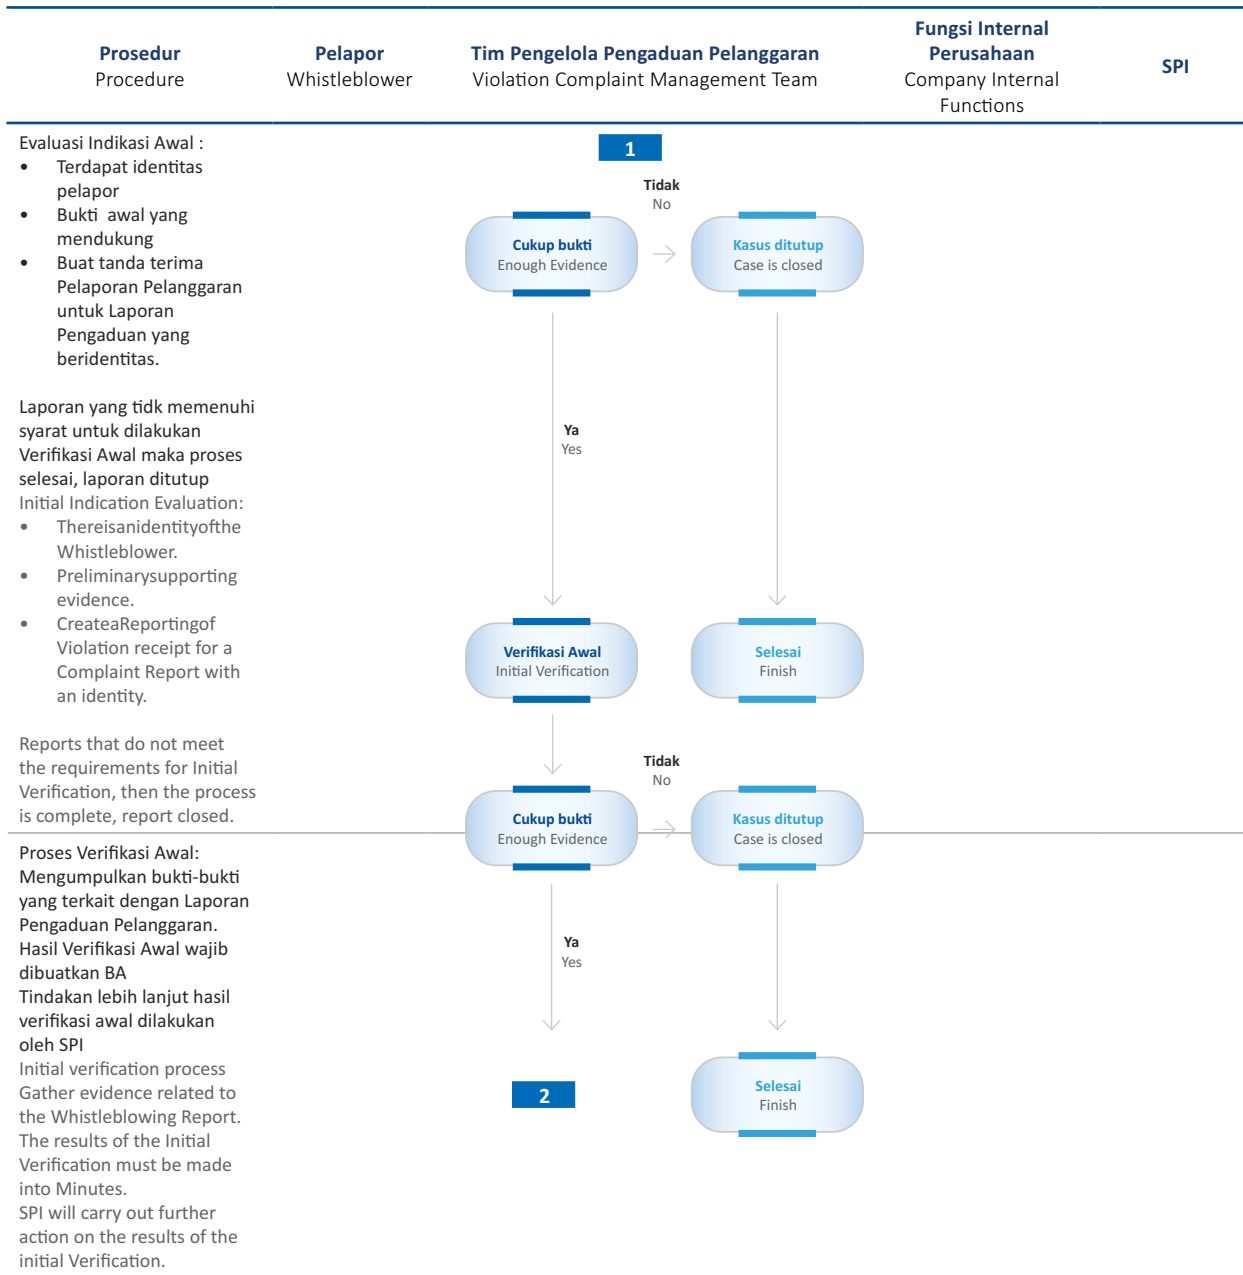 Prosedur
Procedure
Pelapor
Whistleblower
Tim Pengelola Pengaduan Pelanggaran
Violation Complaint Management Team
Fungsi Internal
Perusahaan
Company Internal
Functions
SPI
Evaluasi Indikasi Awal :
• Terdapat identitas
pelapor
• Bukti awal yang
mendukung
• Buat tanda terima
Pelaporan Pelanggaran
untuk Laporan
Pengaduan yang
beridentitas.
Laporan yang tidk memenuhi
syarat untuk dilakukan
Verifikasi Awal maka proses
selesai, laporan ditutup
Initial Indication Evaluation:
• Thereisanidentityofthe
Whistleblower.
• Preliminarysupporting
evidence.
• CreateaReportingof
Violation receipt for a
Complaint Report with
an identity.
Reports that do not meet
the requirements for Initial
Verification, then the process
is complete, report closed.
1
Tidak
No
Cukup bukti
Enough Evidence
Kasus ditutup
Case is closed
Ya
Yes
Verifikasi Awal
Initial Verification
Selesai
Finish
Tidak
No
Cukup bukti
Enough Evidence
Kasus ditutup
Case is closed
Proses Verifikasi Awal:
Mengumpulkan bukti-bukti
yang terkait dengan Laporan
Pengaduan Pelanggaran.
Hasil Verifikasi Awal wajib
dibuatkan BA
Tindakan lebih lanjut hasil
verifikasi awal dilakukan
oleh SPI
Initial verification process
Gather evidence related to
the Whistleblowing Report.
The results of the Initial
Verification must be made
into Minutes.
SPI will carry out further
action on the results of the
initial Verification.
Ya
Yes
2
Selesai
Finish